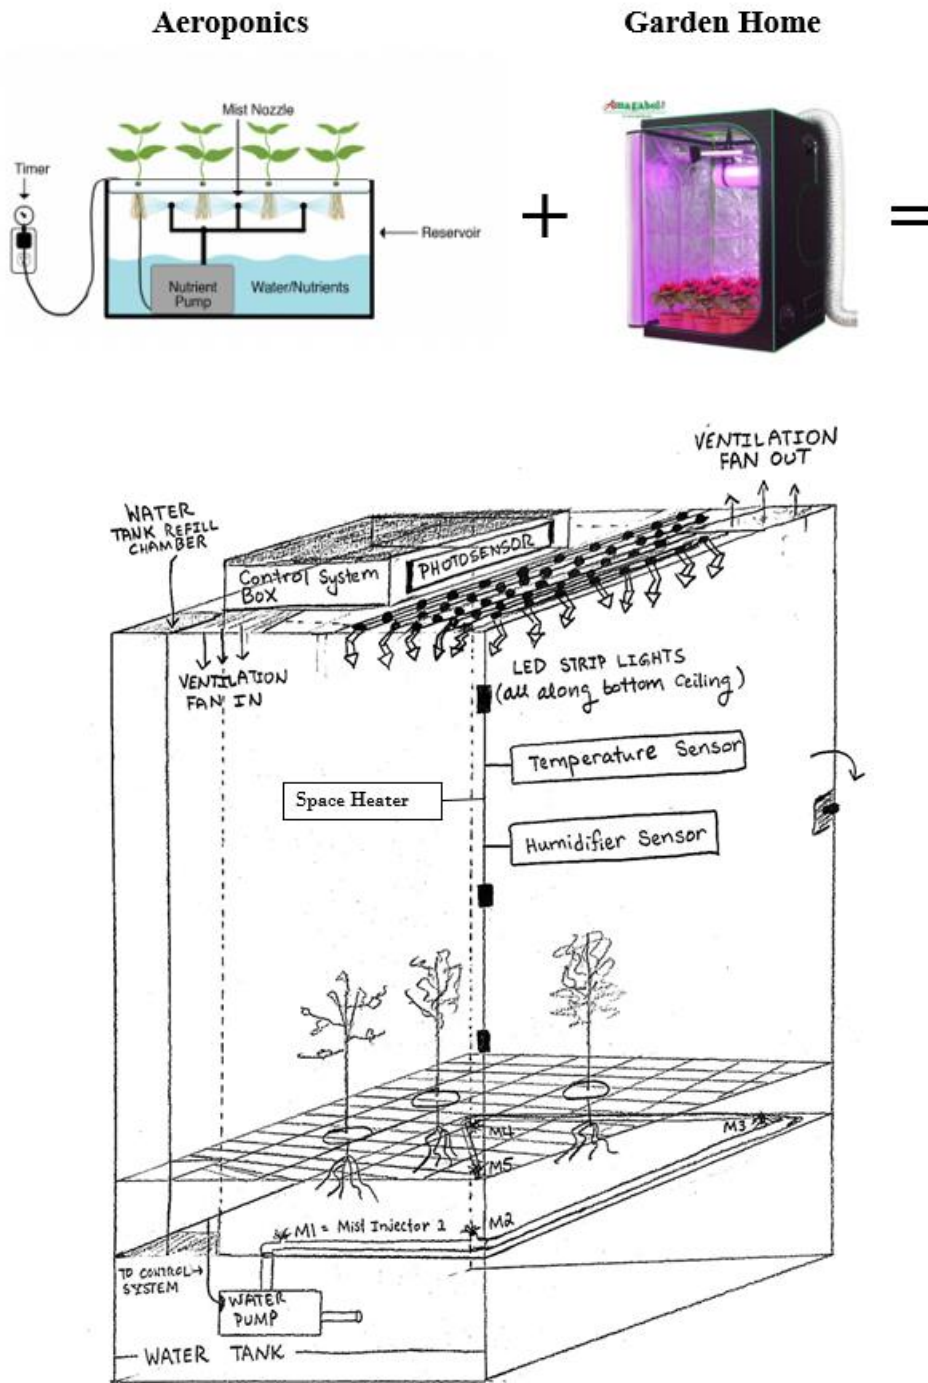 Aeroponics
Garden Home
Mist Nozzle
Timer
Reservoir
Nutrient
Pump
Water/Nutrients
+
=
VENTILATION
FAN OUT
WATER
TANK REFILL
CHAMBER
Control System
Box
PHOTOSENSOR
VENTILATION
FAN IN
LED STRIP LIGHTS
(all along bottom ceiling)
Temperature Sensor
Space Heater
Humidifier Sensor
M4
M3
M5
M1 = Mist Injector 1
M2
TO CONTROL
SYSTEM
WATER
PUMP
WATER TANK